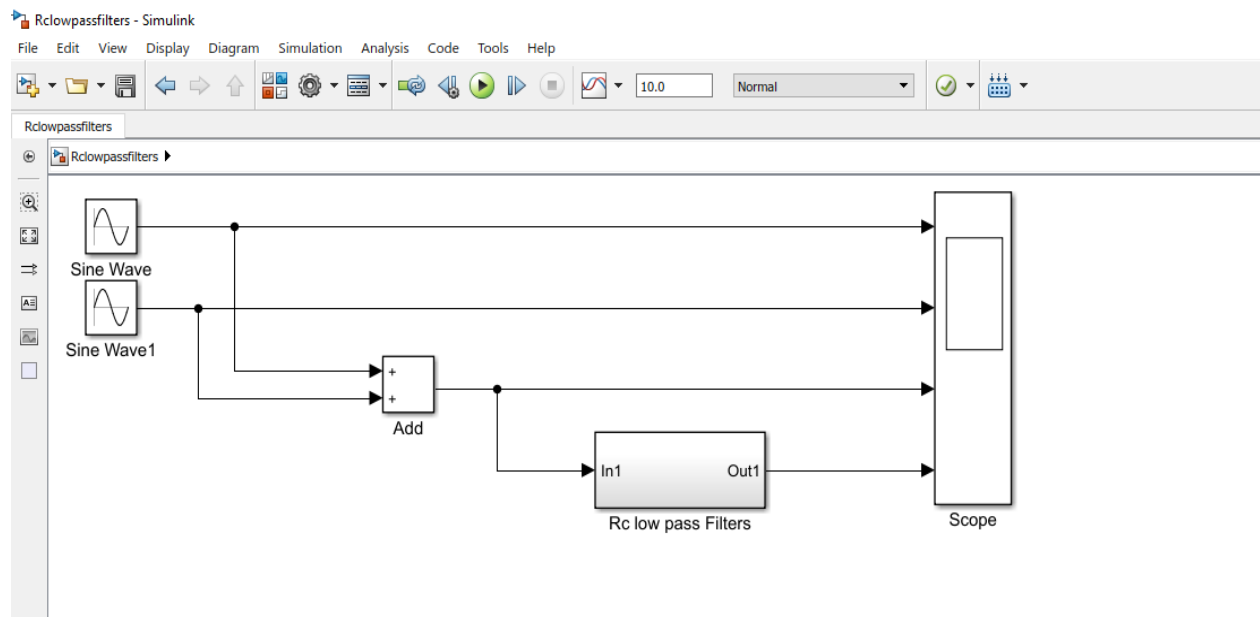 Rclowpassfilters - Simulink
File Edit View Display Diagram Simulation Analysis Code Tools Help
10.0 Normal
Rclowpassfilters
Rclowpassfilters
Sine Wave
Sine Wave1
+
+
Add
In1 Out1
Rc low pass Filters
Scope